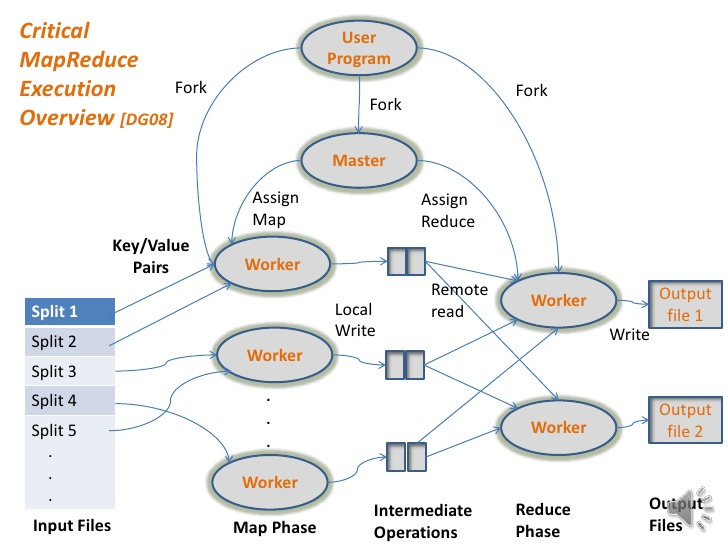 Critical
MapReduce
Execution
Overview [DG08]
User
Program
Fork
Fork
Fork
Master
Assign
Map
Assign
Reduce
Key/Value
Pairs
Worker
Split 1
Split 2
Split 3
Split 4
Split 5
.
.
.
Local
Write
Worker
.
.
.
Worker
Remote
read
Worker
Write
Output
file 1
Worker
Output
file 2
Input Files
Map Phase
Intermediate
Operations
Reduce
Phase
Output
Files